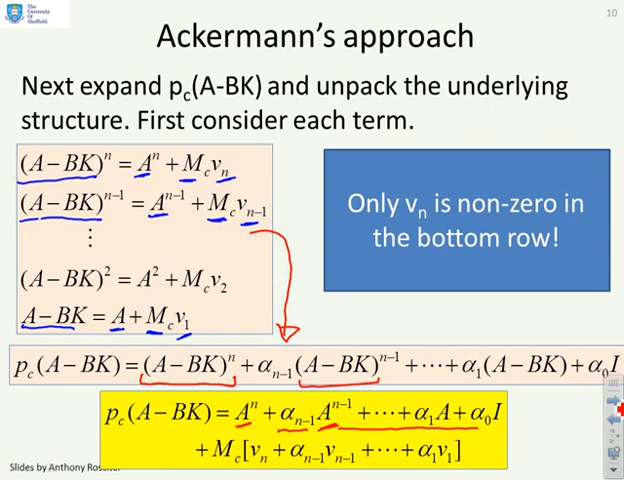 The
University
Of
Sheffield.
10
Ackermann's approach
Next expand p_c(A-BK) and unpack the underlying
structure. First consider each term.
(A − BK)^n = A^n + M_c v_n
(A − BK)^{n−1} = A^{n−1} + M_c v_{n−1}
⋮
(A − BK)^2 = A^2 + M_c v_2
A − BK = A + M_c v_1
Only v_n is non-zero in
the bottom row!
p_c(A − BK) = (A − BK)^n + α_{n−1}(A − BK)^{n−1} + ⋯ + α_1(A − BK) + α_0 I
p_c(A − BK) = A^n + α_{n−1} A^{n−1} + ⋯ + α_1 A + α_0 I
+ M_c[v_n + α_{n−1} v_{n−1} + ⋯ + α_1 v_1]
Slides by Anthony